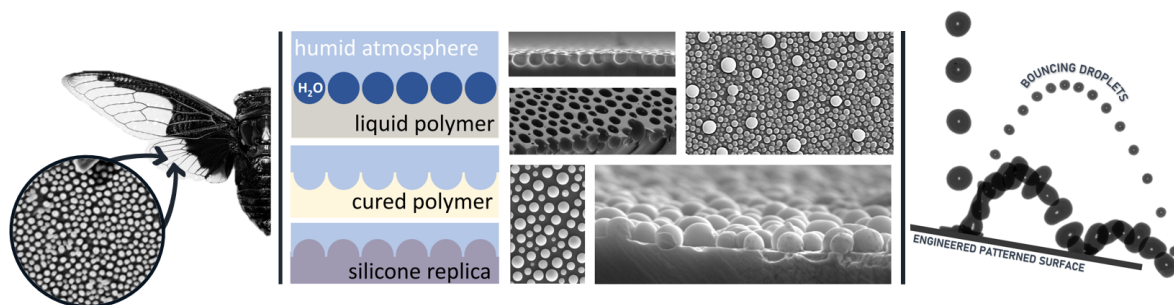 humid atmosphere
H₂O
liquid polymer
cured polymer
silicone replica
BOUNCING DROPLETS
ENGINEERED PATTERNED SURFACE